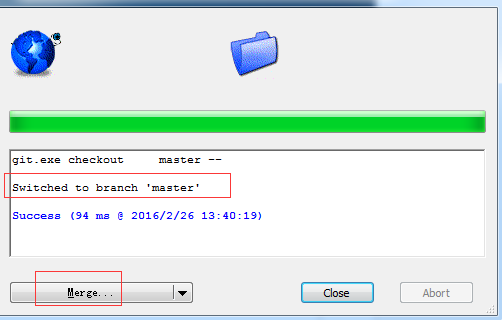 git.exe checkout     master --
Switched to branch 'master'
Success (94 ms @ 2016/2/26 13:40:19)
Merge...
Close
Abort